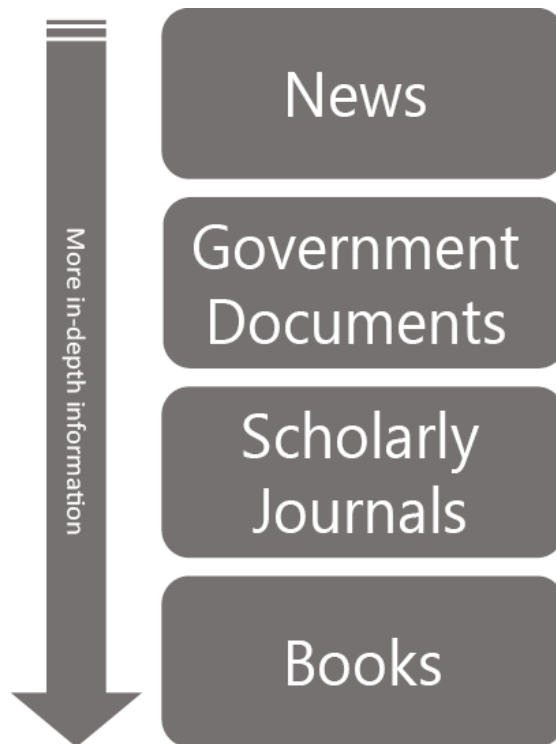 News
More in-depth information
Government
Documents
Scholarly
Journals
Books